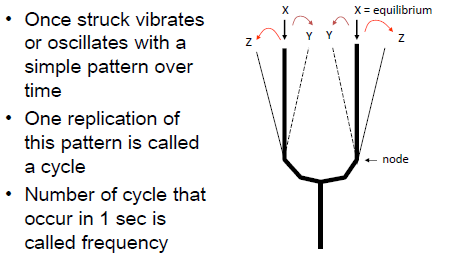 • Once struck vibrates
or oscillates with a
simple pattern over
time
• One replication of
this pattern is called
a cycle
• Number of cycle that
occur in 1 sec is
called frequency
X
X = equilibrium
Z
Y
Y
Z
node